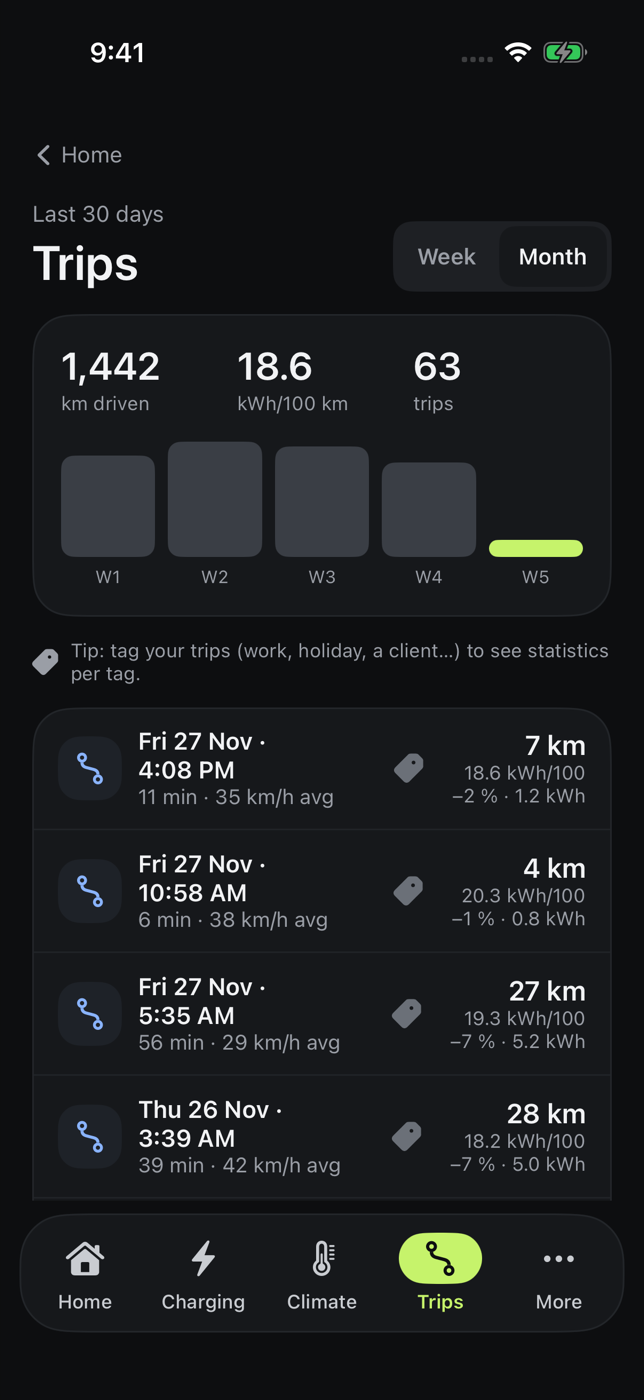 9:41
Home
Last 30 days
Trips
Week
Month
1,442
km driven
18.6
kWh/100 km
63
trips
W1
W2
W3
W4
W5
Tip: tag your trips (work, holiday, a client...) to see statistics
per tag.
Fri 27 Nov ·
4:08 PM
11 min · 35 km/h avg
7 km
18.6 kWh/100
−2 % · 1.2 kWh
Fri 27 Nov ·
10:58 AM
6 min · 38 km/h avg
4 km
20.3 kWh/100
−1 % · 0.8 kWh
Fri 27 Nov ·
5:35 AM
56 min · 29 km/h avg
27 km
19.3 kWh/100
−7 % · 5.2 kWh
Thu 26 Nov ·
3:39 AM
39 min · 42 km/h avg
28 km
18.2 kWh/100
−7 % · 5.0 kWh
Home
Charging
Climate
Trips
More